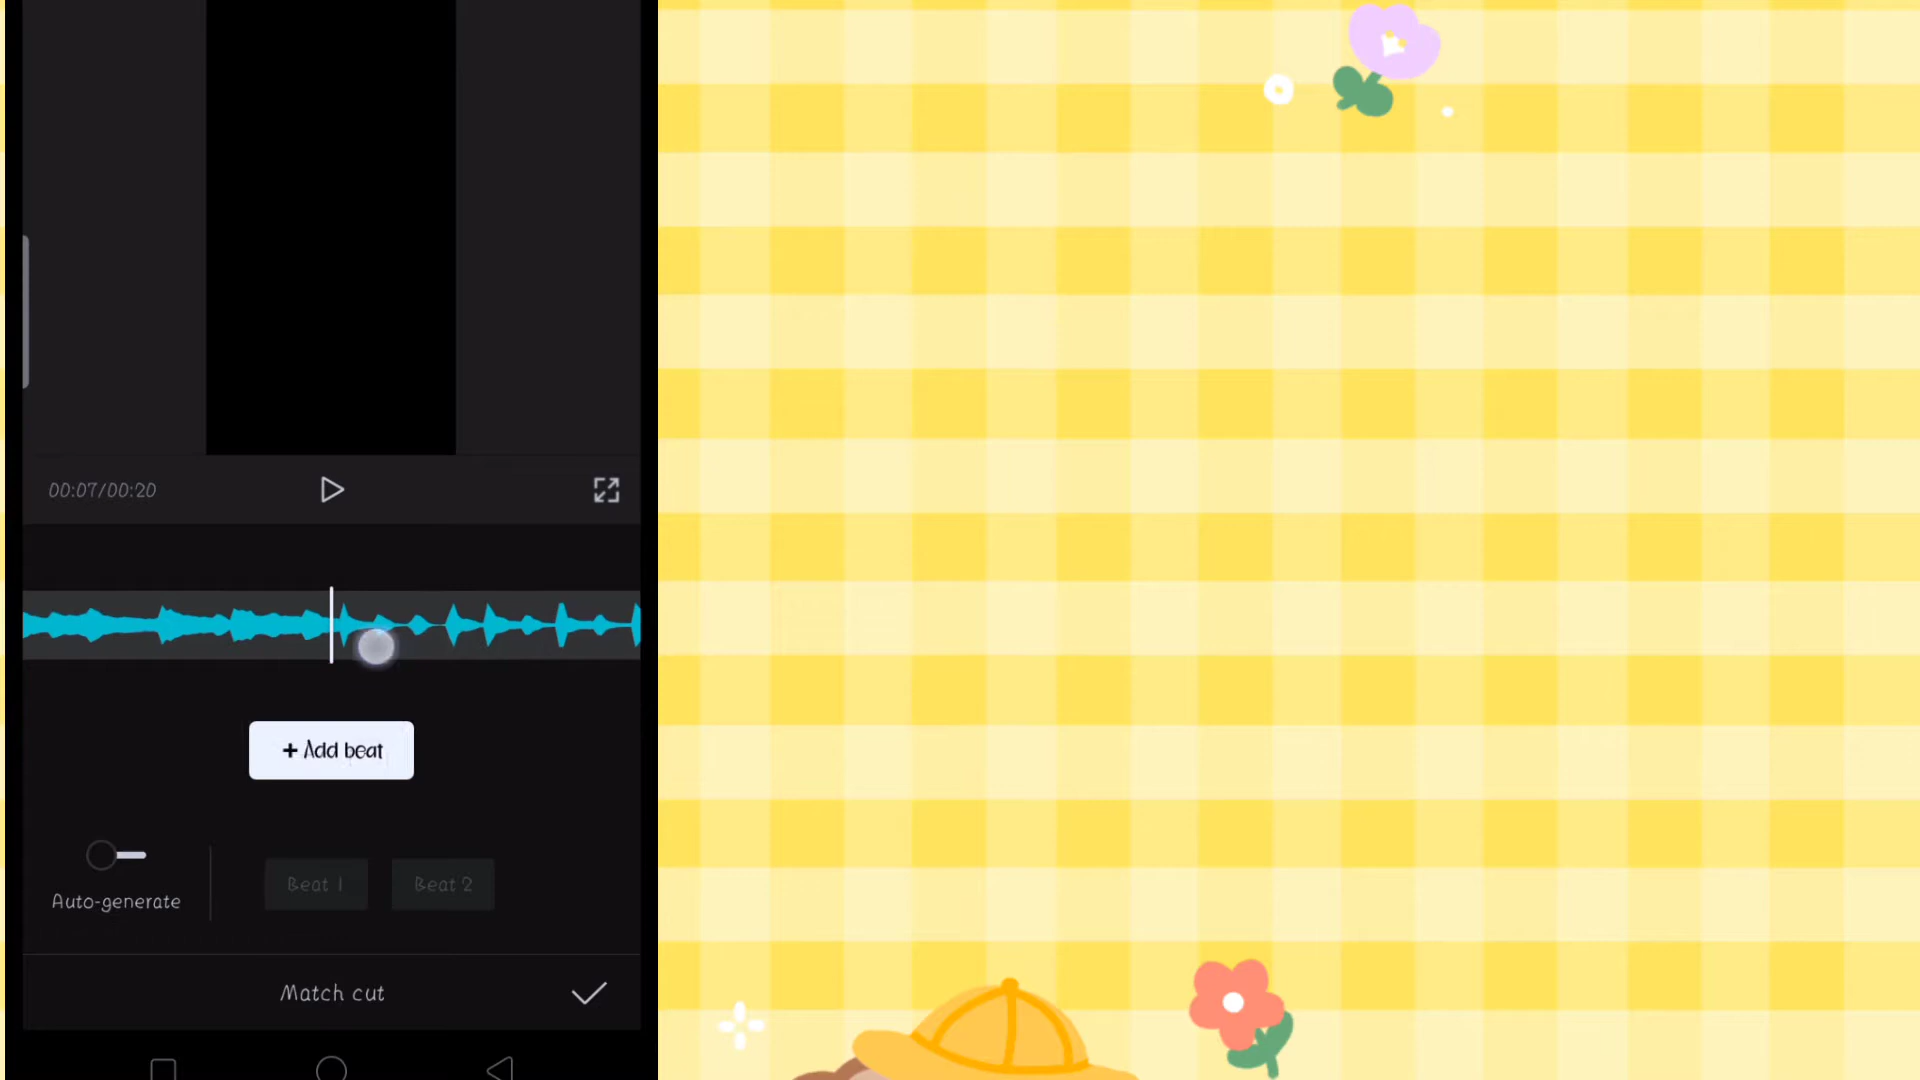 00:07/00:20
+ Add beat
Auto-generate
Beat 1
Beat 2
Match cut